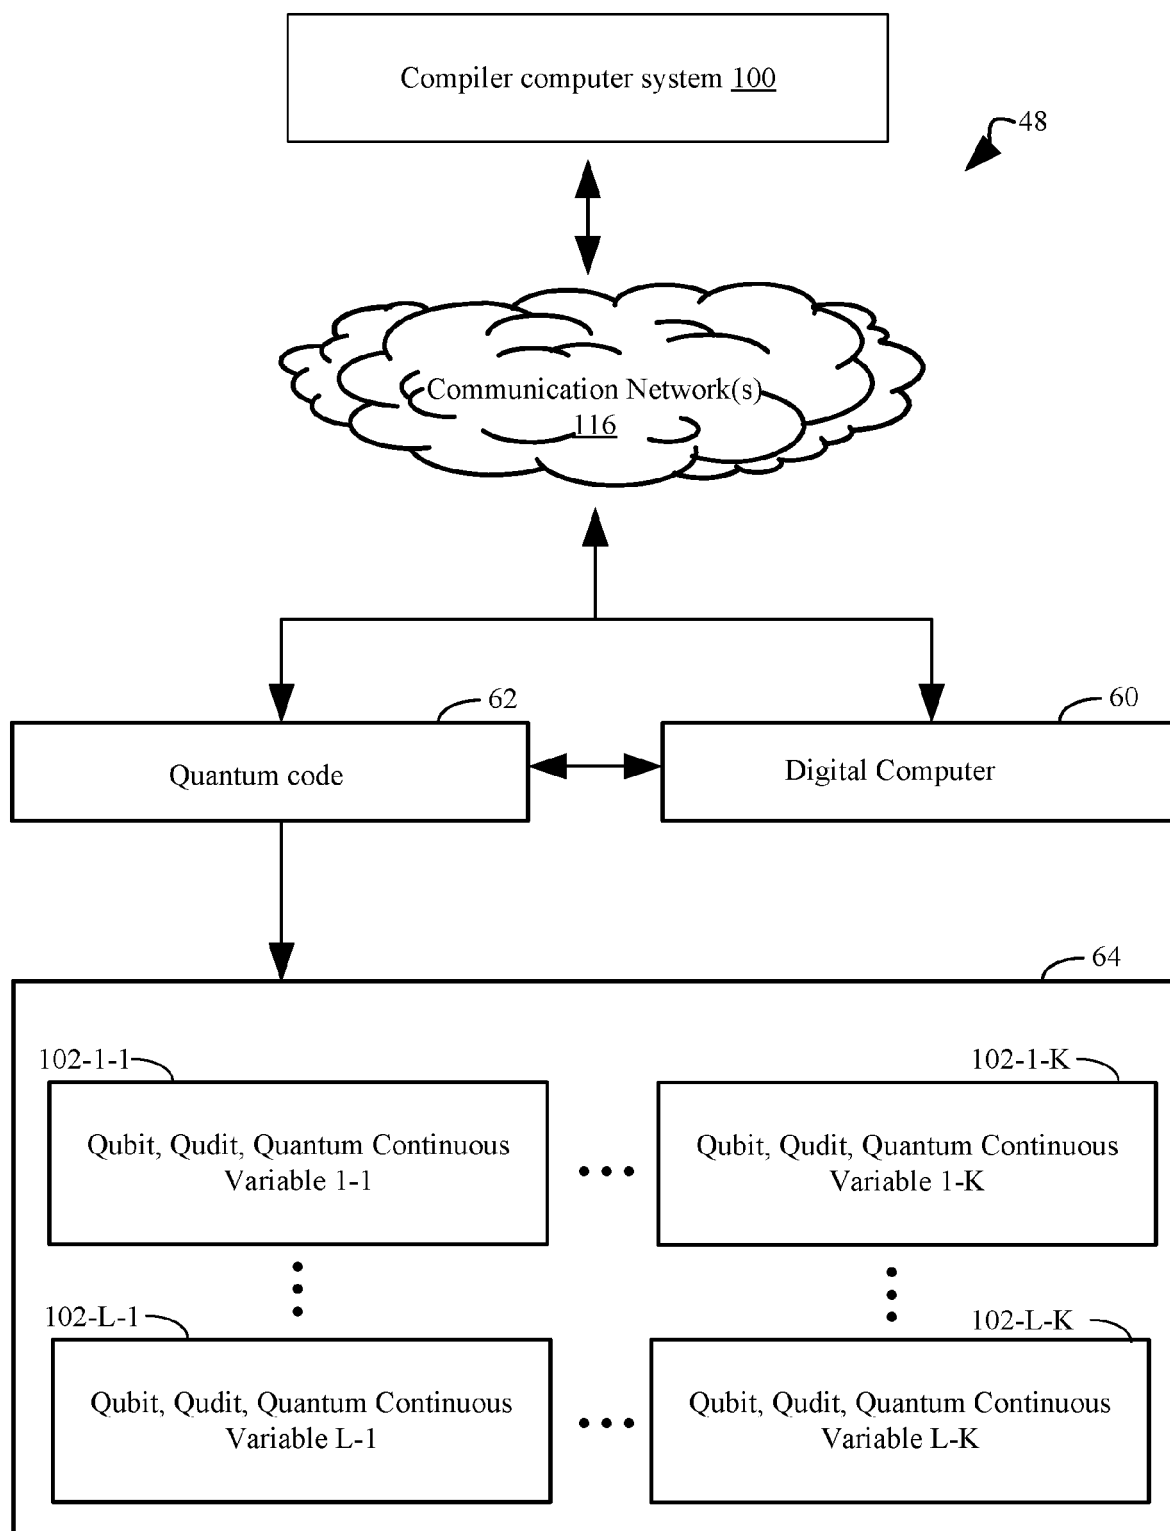 Compiler computer system 100
48
Communication Network(s)
116
62
60
Quantum code
Digital Computer
64
102-1-1
102-1-K
Qubit, Qudit, Quantum Continuous
Variable 1-1
Qubit, Qudit, Quantum Continuous
Variable 1-K
102-L-1
102-L-K
Qubit, Qudit, Quantum Continuous
Variable L-1
Qubit, Qudit, Quantum Continuous
Variable L-K